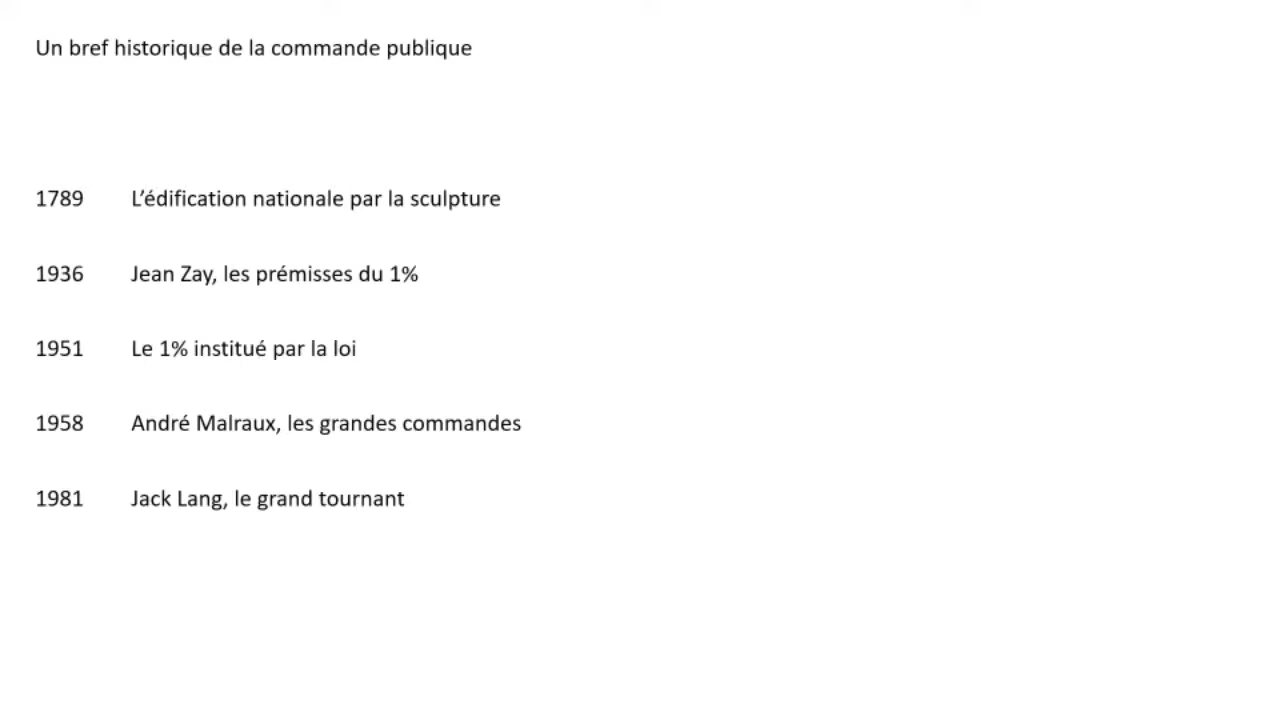 Un bref historique de la commande publique
1789 L’édification nationale par la sculpture
1936 Jean Zay, les prémisses du 1%
1951 Le 1% institué par la loi
1958 André Malraux, les grandes commandes
1981 Jack Lang, le grand tournant